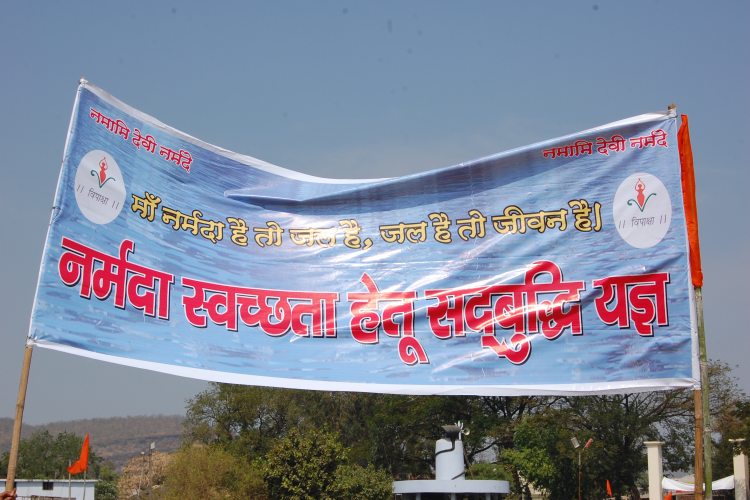 नमामि देवी नर्मदे
नमामि देवी नर्मदे
।। विपाक्षा ।।
।। विपाक्षा ।।
माँ नर्मदा है तो जल है, जल है तो जीवन है।
नर्मदा स्वच्छता हेतू सद्‌बुद्धि यज्ञ